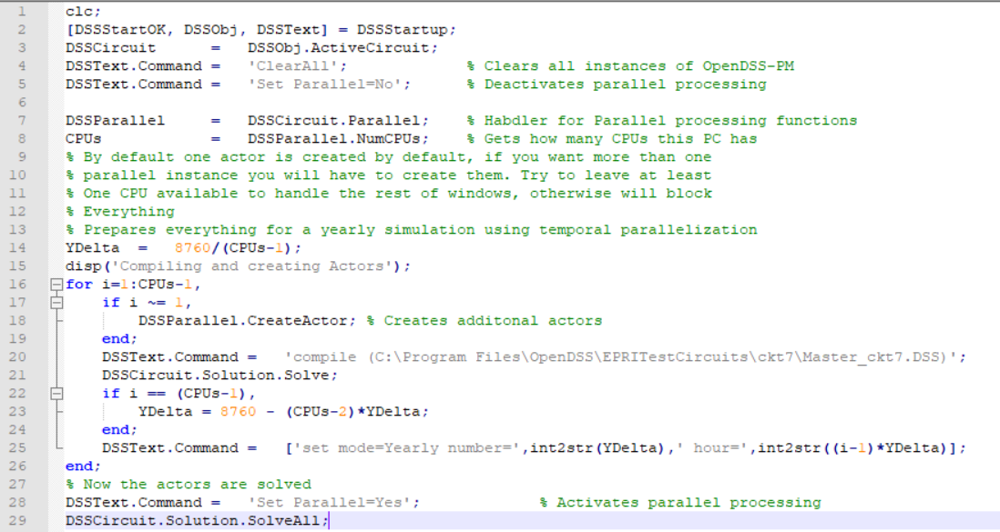 1 clc;
2 [DSSStartOK, DSSObj, DSSText] = DSSStartup;
3 DSSCircuit = DSSObj.ActiveCircuit;
4 DSSText.Command = 'ClearAll'; % Clears all instances of OpenDSS-PM
5 DSSText.Command = 'Set Parallel=No'; % Deactivates parallel processing
6
7 DSSParallel = DSSCircuit.Parallel; % Habdler for Parallel processing functions
8 CPUs = DSSParallel.NumCPUs; % Gets how many CPUs this PC has
9 % By default one actor is created by default, if you want more than one
10 % parallel instance you will have to create them. Try to leave at least
11 % One CPU available to handle the rest of windows, otherwise will block
12 % Everything
13 % Prepares everything for a yearly simulation using temporal parallelization
14 YDelta = 8760/(CPUs-1);
15 disp('Compiling and creating Actors');
16 for i=1:CPUs-1,
17 if i ~= 1,
18 DSSParallel.CreateActor; % Creates additonal actors
19 end;
20 DSSText.Command = 'compile (C:\Program Files\OpenDSS\EPRITestCircuits\ckt7\Master_ckt7.DSS)';
21 DSSCircuit.Solution.Solve;
22 if i == (CPUs-1),
23 YDelta = 8760 - (CPUs-2)*YDelta;
24 end;
25 DSSText.Command = ['set mode=Yearly number=',int2str(YDelta),' hour=',int2str((i-1)*YDelta)];
26 end;
27 % Now the actors are solved
28 DSSText.Command = 'Set Parallel=Yes'; % Activates parallel processing
29 DSSCircuit.Solution.SolveAll;